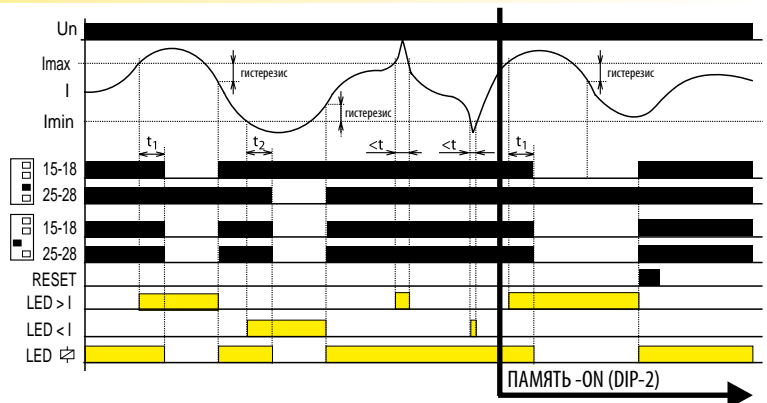 Un
Imax
гистерезис
гистерезис
I
гистерезис
Imin
t1
t2
<t
<t
t1
15-18
25-28
15-18
25-28
RESET
LED > I
LED < I
LED
ПАМЯТЬ -ON (DIP-2)